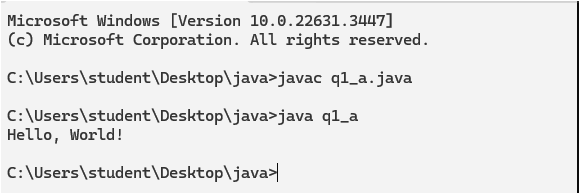 Microsoft Windows [Version 10.0.22631.3447]
(c) Microsoft Corporation. All rights reserved.
C:\Users\student\Desktop\java>javac q1_a.java
C:\Users\student\Desktop\java>java q1_a
Hello, World!
C:\Users\student\Desktop\java>